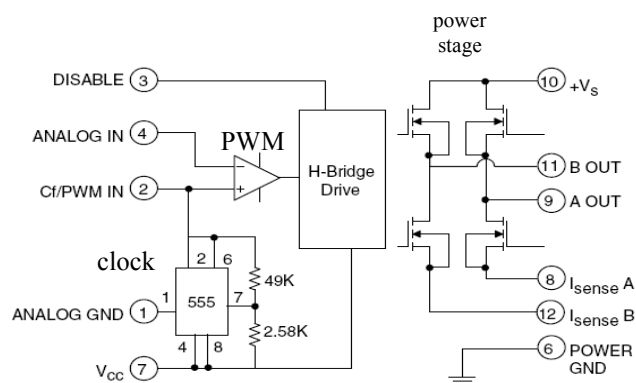 power
stage
DISABLE 3
10 +VS
ANALOG IN 4
PWM
H-Bridge
Drive
11 B OUT
Cf/PWM IN 2
9 A OUT
clock
2 6
49K
8 Isense A
1 555 7
ANALOG GND 1
12 Isense B
2.58K
4 8
6 POWER
GND
VCC 7